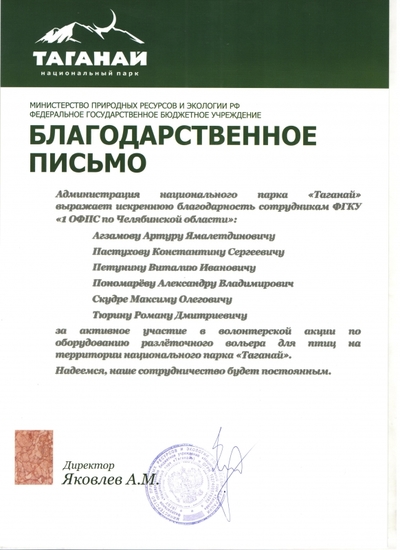 ТАГАНАЙ
национальный парк
МИНИСТЕРСТВО ПРИРОДНЫХ РЕСУРСОВ И ЭКОЛОГИИ РФ
ФЕДЕРАЛЬНОЕ ГОСУДАРСТВЕННОЕ БЮДЖЕТНОЕ УЧРЕЖДЕНИЕ
БЛАГОДАРСТВЕННОЕ
ПИСЬМО
Администрация национального парка «Таганай»
выражает искреннюю благодарность сотрудникам ФГКУ
«1 ОФПС по Челябинской области»:
Агзамову Артуру Ямалетдиновичу
Пастухову Константину Сергеевичу
Петунину Виталию Ивановичу
Пономарёву Александру Владимирович
Скудре Максиму Олеговичу
Тюрину Роману Дмитриевичу
за активное участие в волонтерской акции по
оборудованию разлёточного вольера для птиц на
территории национального парка «Таганай».
Надеемся, наше сотрудничество будет постоянным.
Директор
Яковлев А.М.